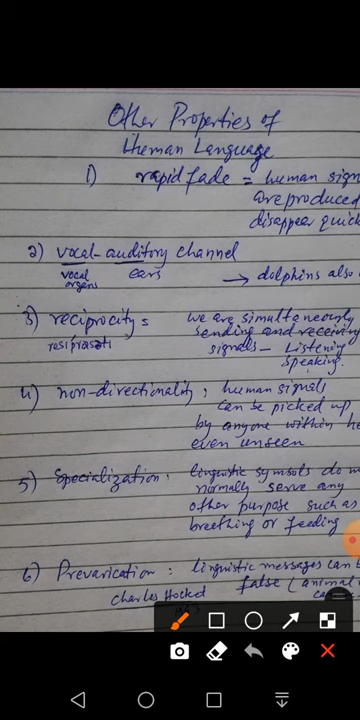 Other Properties of
Human Language
1) rapid fade = human sign
are produced
disappear quick
2) vocal-auditory channel
vocal organs ears
→ dolphins also
3) reciprocity = we are simultaneously
sending and receiving
resiprasati signals – Listening
speaking.
4) non-directionality: human signals
can be picked up
by anyone within he
even unseen
5) Specialization: linguistic symbols do n
normally serve any
other purpose such as
breathing or feeding
6) Prevarication: linguistic messages can b
false (animal
Charles Hocked